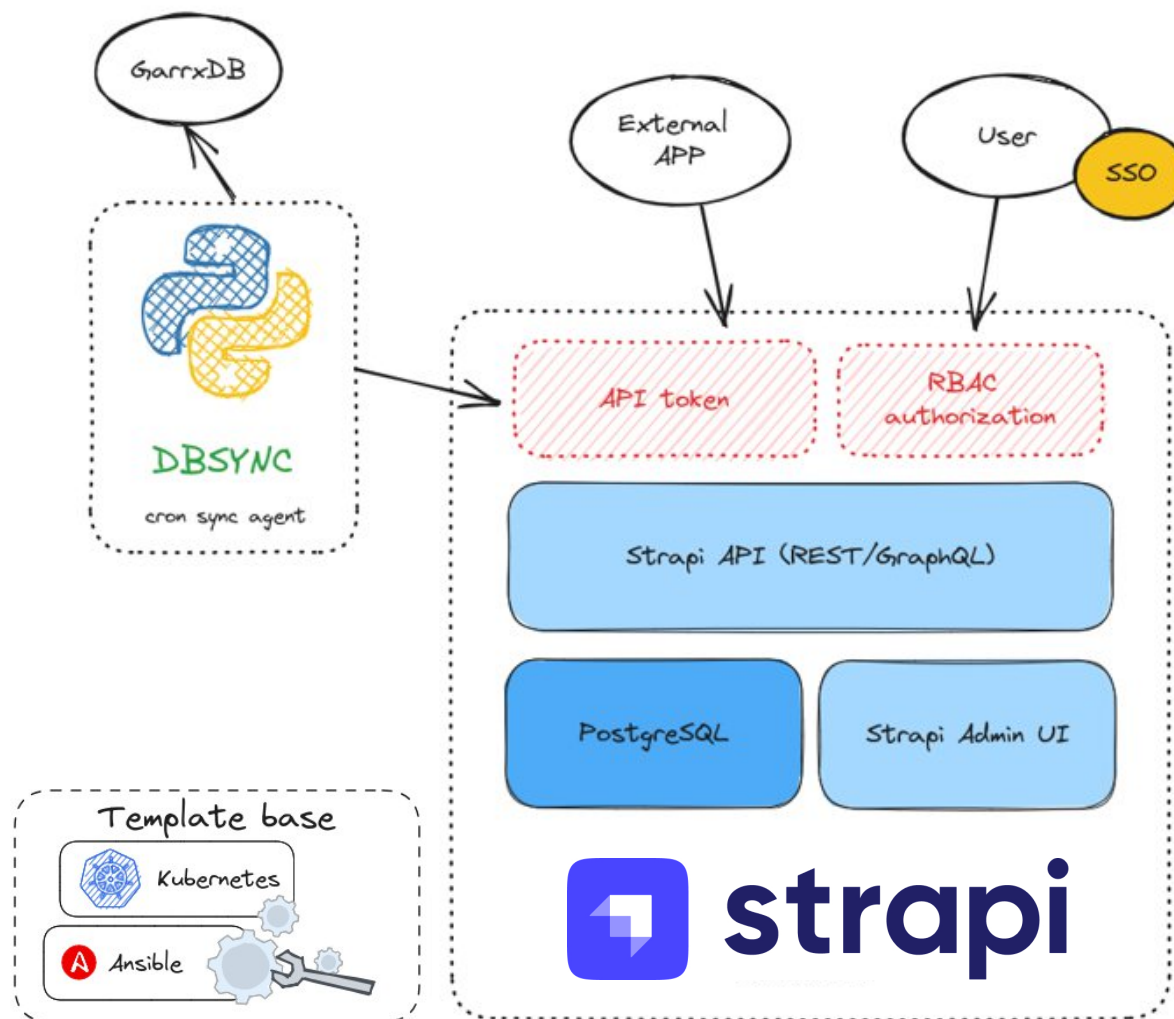 GarrxDB
External
APP
User
SSO
API token
RBAC
authorization
DBSYNC
cron sync agent
Strapi API (REST/GraphQL)
PostgreSQL
Strapi Admin UI
Template base
Kubernetes
A Ansible
strapi